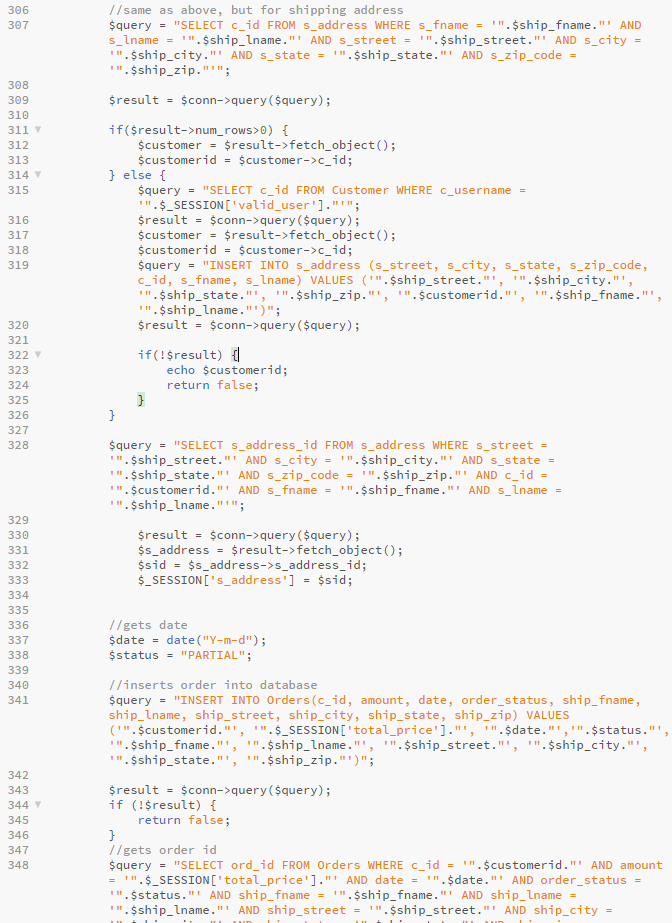 306 //same as above, but for shipping address
307 $query = "SELECT c_id FROM s_address WHERE s_fname = '".$ship_fname."' AND
s_lname = '".$ship_lname."' AND s_street = '".$ship_street."' AND s_city =
'".$ship_city."' AND s_state = '".$ship_state."' AND s_zip_code =
'".$ship_zip."'";
308
309 $result = $conn->query($query);
310
311 if($result->num_rows>0) {
312 $customer = $result->fetch_object();
313 $customerid = $customer->c_id;
314 } else {
315 $query = "SELECT c_id FROM Customer WHERE c_username =
'".$_SESSION['valid_user']."'";
316 $result = $conn->query($query);
317 $customer = $result->fetch_object();
318 $customerid = $customer->c_id;
319 $query = "INSERT INTO s_address (s_street, s_city, s_state, s_zip_code,
c_id, s_fname, s_lname) VALUES ('".$ship_street."', '".$ship_city."',
'".$ship_state."', '".$ship_zip."', '".$customerid."', '".$ship_fname."',
'".$ship_lname."')";
320 $result = $conn->query($query);
321
322 if(!$result) {
323 echo $customerid;
324 return false;
325 }
326 }
327
328 $query = "SELECT s_address_id FROM s_address WHERE s_street =
'".$ship_street."' AND s_city = '".$ship_city."' AND s_state =
'".$ship_state."' AND s_zip_code = '".$ship_zip."' AND c_id =
'".$customerid."' AND s_fname = '".$ship_fname."' AND s_lname =
'".$ship_lname."'";
329
330 $result = $conn->query($query);
331 $s_address = $result->fetch_object();
332 $sid = $s_address->s_address_id;
333 $_SESSION['s_address'] = $sid;
334
335
336 //gets date
337 $date = date("Y-m-d");
338 $status = "PARTIAL";
339
340 //inserts order into database
341 $query = "INSERT INTO Orders(c_id, amount, date, order_status, ship_fname,
ship_lname, ship_street, ship_city, ship_state, ship_zip) VALUES
('".$customerid."', '".$_SESSION['total_price']."', '".$date."','".$status."',
'".$ship_fname."', '".$ship_lname."', '".$ship_street."', '".$ship_city."',
'".$ship_state."', '".$ship_zip."')";
342
343 $result = $conn->query($query);
344 if (!$result) {
345 return false;
346 }
347 //gets order id
348 $query = "SELECT ord_id FROM Orders WHERE c_id = '".$customerid."' AND amount
= '".$_SESSION['total_price']."' AND date = '".$date."' AND order_status =
'".$status."' AND ship_fname = '".$ship_fname."' AND ship_lname =
'".$ship_lname."' AND ship_street = '".$ship_street."' AND ship_city =